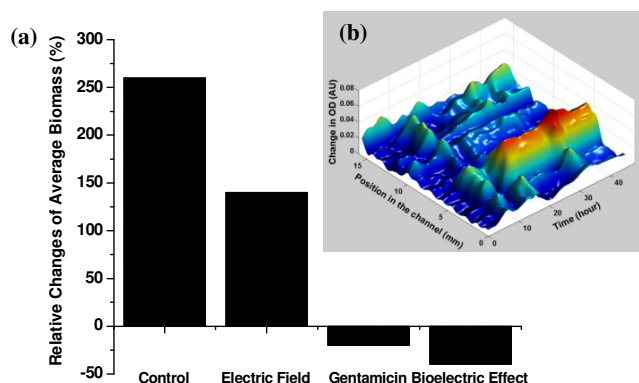 (a)
Relative Changes of Average Biomass (%)
300
250
200
150
100
50
0
-50
Control
Electric Field
Gentamicin
Bioelectric Effect
(b)
Change in OD (AU)
0.08
0.06
0.04
0.02
0
Position in the channel (mm)
15
10
5
0
Time (hour)
0
10
20
30
40